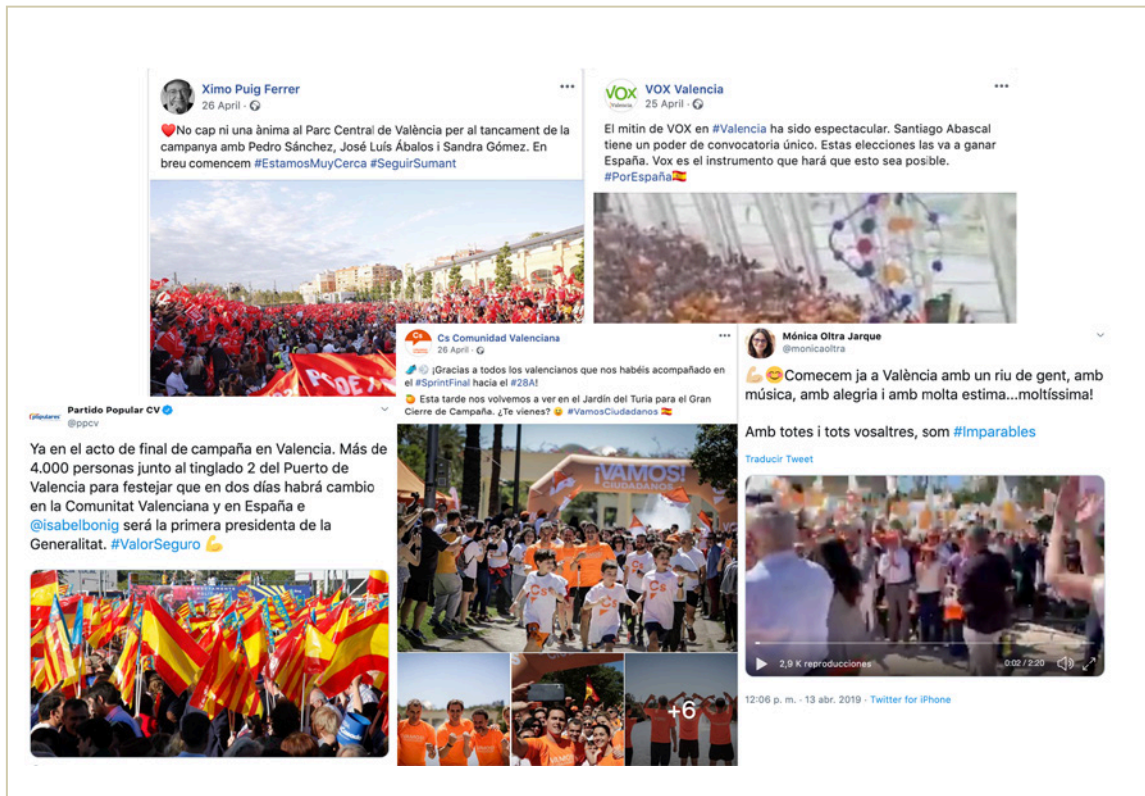 Ximo Puig Ferrer
26 April ·
❤️No cap ni una ànima al Parc Central de València per al tancament de la
campanya amb Pedro Sánchez, José Luís Ábalos i Sandra Gómez. En
breu comencem #EstamosMuyCerca #SeguirSumant
VOX
Valencia
VOX Valencia
25 April ·
El mitin de VOX en #Valencia ha sido espectacular. Santiago Abascal
tiene un poder de convocatoria único. Estas elecciones las va a ganar
España. Vox es el instrumento que hará que esto sea posible.
#PorEspaña🇪🇸
populares
Partido Popular CV
@ppcv
Ya en el acto de final de campaña en Valencia. Más de
4.000 personas junto al tinglado 2 del Puerto de
Valencia para festejar que en dos días habrá cambio
en la Comunitat Valenciana y en España e
@isabelbonig será la primera presidenta de la
Generalitat. #ValorSeguro 💪
Cs
Cs Comunidad Valenciana
26 April ·
¡Gracias a todos los valencianos que nos habéis acompañado en
el #SprintFinal hacía el #28A!
🍊 Esta tarde nos volvemos a ver en el Jardín del Turia para el Gran
Cierre de Campaña. ¿Te vienes? 😉 #VamosCiudadanos 🇪🇸
¡VAMOS!
CIUDADANOS
Cs
Cs
Cs
+6
Mónica Oltra Jarque
@monicaoltra
💪😊Comecem ja a València amb un riu de gent, amb
música, amb alegria i amb molta estima...moltíssima!
Amb totes i tots vosaltres, som #Imparables
Traducir Tweet
2,9 K reproducciones
0:02 / 2:20
12:06 p. m. · 13 abr. 2019 · Twitter for iPhone